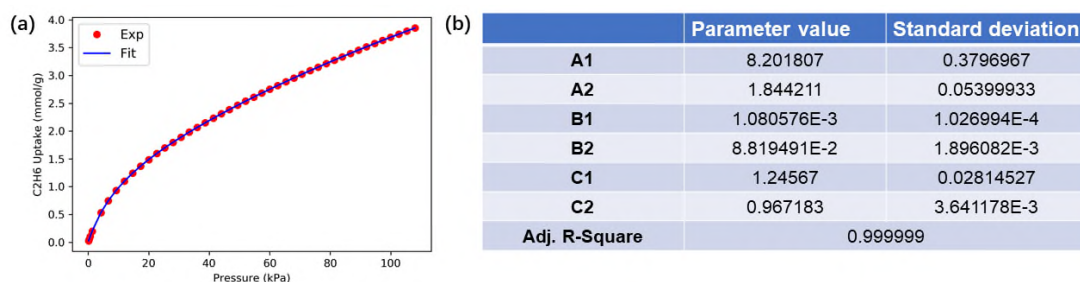 (a)
Exp
Fit
C2H6 Uptake (mmol/g)
4.0
3.5
3.0
2.5
2.0
1.5
1.0
0.5
0.0
0 20 40 60 80 100
Pressure (kPa)
(b)
Parameter value Standard deviation
A1 8.201807 0.3796967
A2 1.844211 0.05399933
B1 1.080576E-3 1.026994E-4
B2 8.819491E-2 1.896082E-3
C1 1.24567 0.02814527
C2 0.967183 3.641178E-3
Adj. R-Square 0.999999